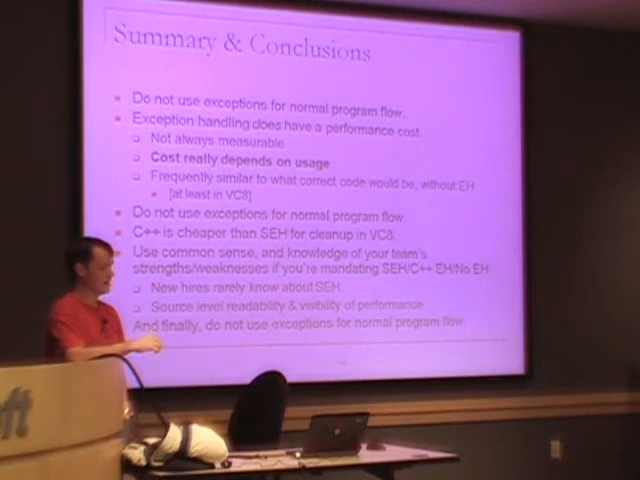 Summary & Conclusions
Do not use exceptions for normal program flow.
Exception handling does have a performance cost
Not always measurable
Cost really depends on usage
Frequently similar to what correct code would be, without EH
[at least in VC8]
Do not use exceptions for normal program flow.
C++ is cheaper than SEH for cleanup in VC8.
Use common sense, and knowledge of your team's
strengths/weaknesses if you're mandating SEH/C++ EH/No EH
New hires rarely know about SEH.
Source level readability & visibility of performance
And finally, do not use exceptions for normal program flow.
ft